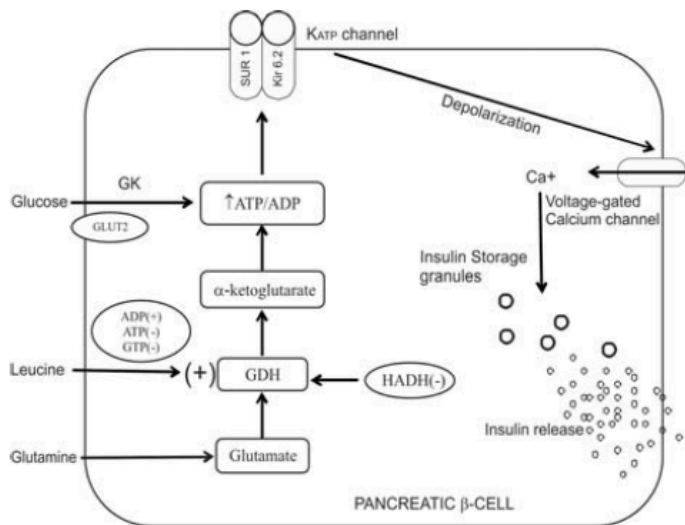 KATP channel
SUR 1
Kir 6.2
Depolarization
GK
Glucose
↑ATP/ADP
GLUT2
Ca+
Voltage-gated
Calcium channel
Insulin Storage
granules
α-ketoglutarate
ADP(+)
ATP(-)
GTP(-)
Leucine
(+)
GDH
HADH(-)
Insulin release
Glutamine
Glutamate
PANCREATIC β-CELL